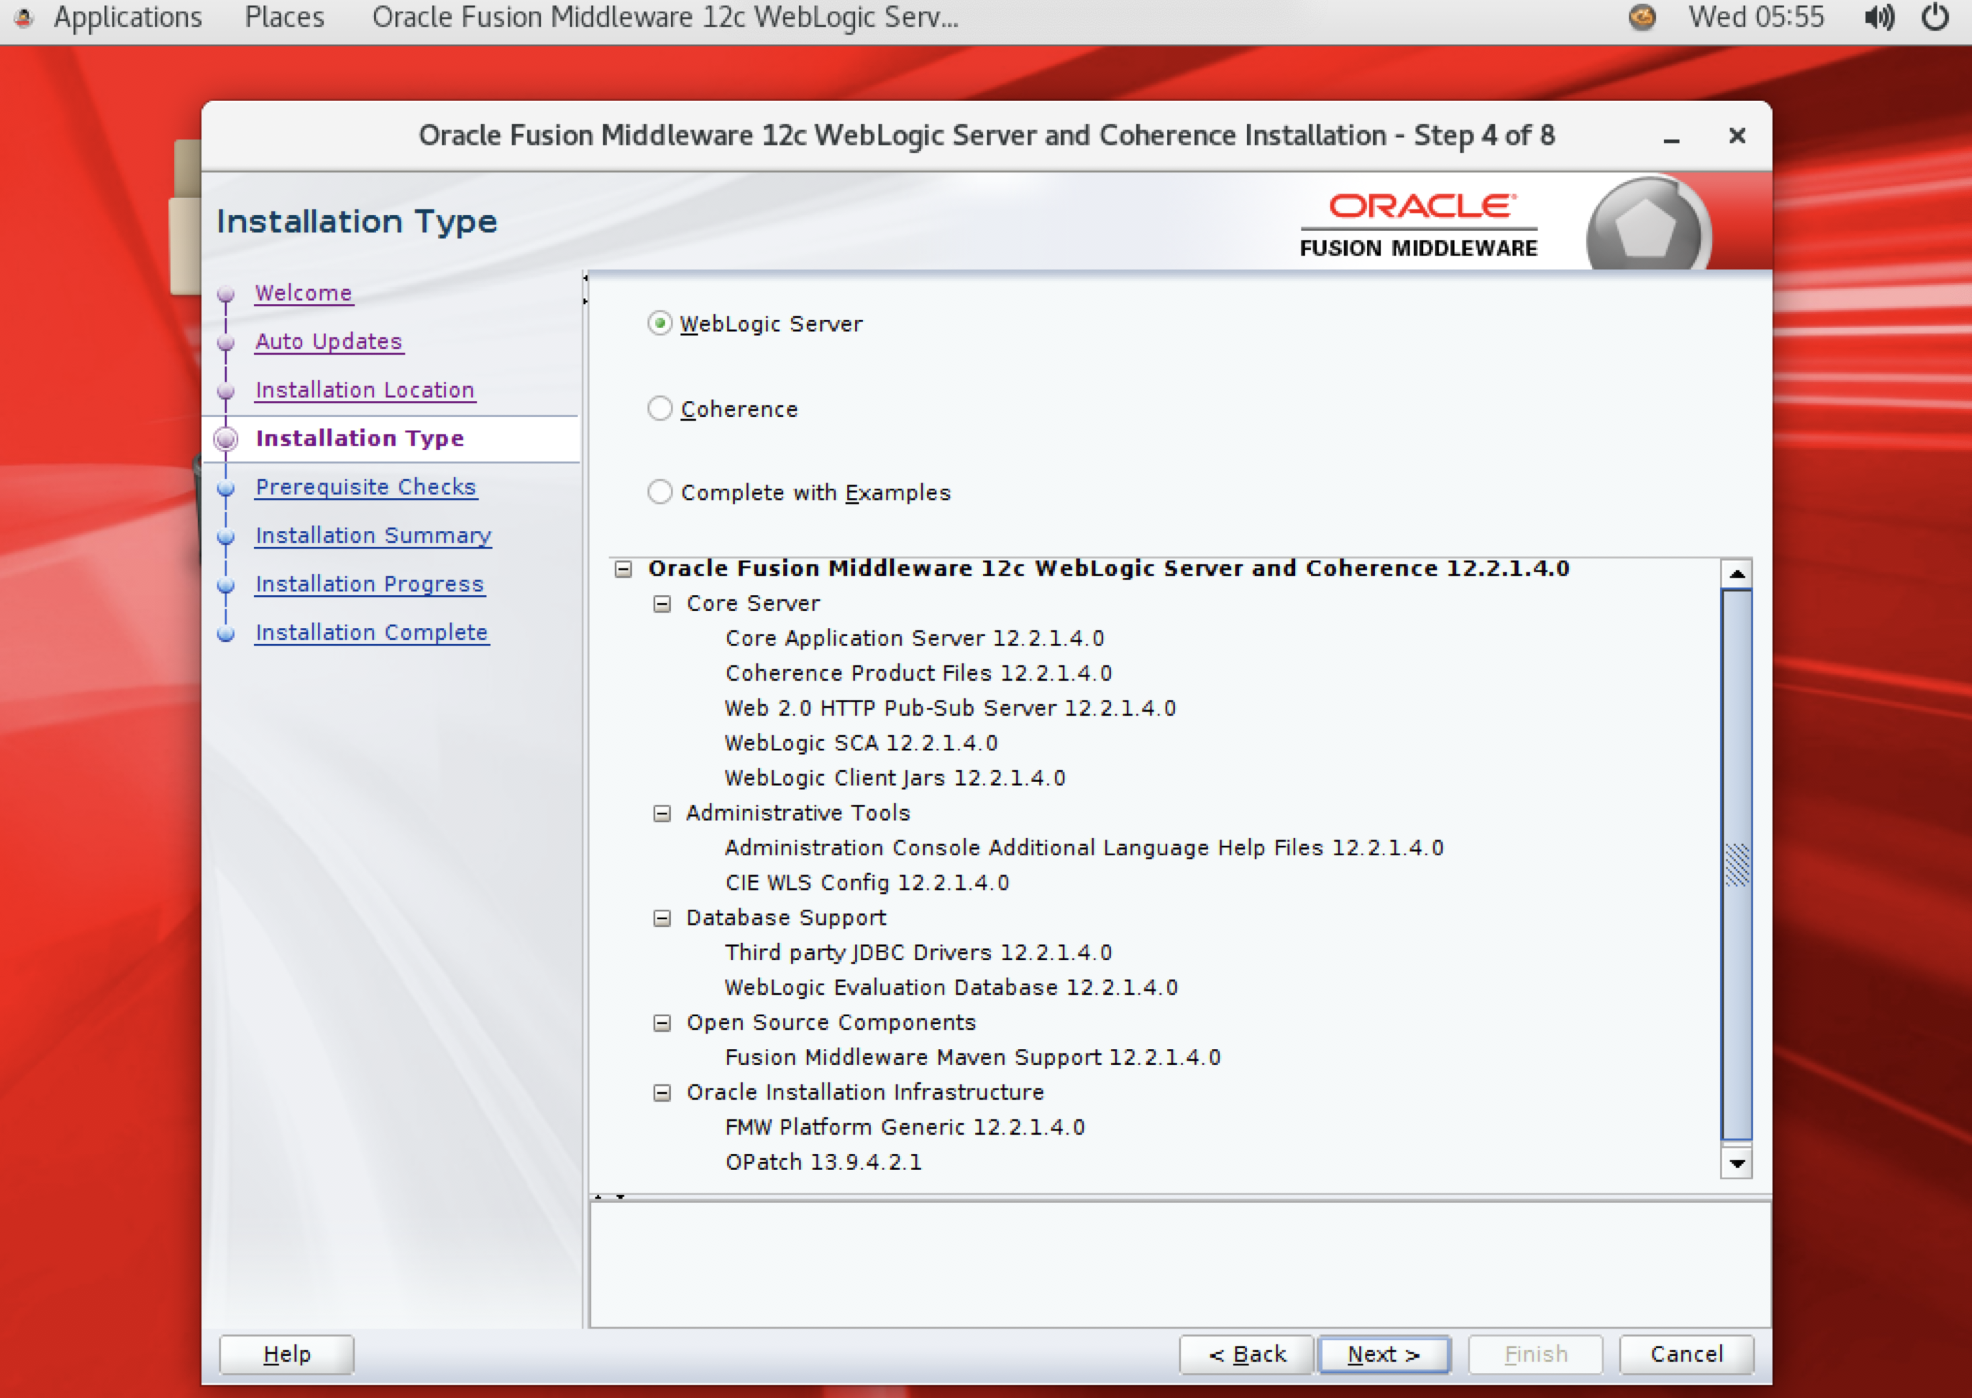 Applications Places Oracle Fusion Middleware 12c WebLogic Serv... Wed 05:55
Oracle Fusion Middleware 12c WebLogic Server and Coherence Installation - Step 4 of 8
Installation Type
ORACLE
FUSION MIDDLEWARE
Welcome
Auto Updates
Installation Location
Installation Type
Prerequisite Checks
Installation Summary
Installation Progress
Installation Complete
WebLogic Server
Coherence
Complete with Examples
Oracle Fusion Middleware 12c WebLogic Server and Coherence 12.2.1.4.0
Core Server
Core Application Server 12.2.1.4.0
Coherence Product Files 12.2.1.4.0
Web 2.0 HTTP Pub-Sub Server 12.2.1.4.0
WebLogic SCA 12.2.1.4.0
WebLogic Client Jars 12.2.1.4.0
Administrative Tools
Administration Console Additional Language Help Files 12.2.1.4.0
CIE WLS Config 12.2.1.4.0
Database Support
Third party JDBC Drivers 12.2.1.4.0
WebLogic Evaluation Database 12.2.1.4.0
Open Source Components
Fusion Middleware Maven Support 12.2.1.4.0
Oracle Installation Infrastructure
FMW Platform Generic 12.2.1.4.0
OPatch 13.9.4.2.1
Help < Back Next > Finish Cancel